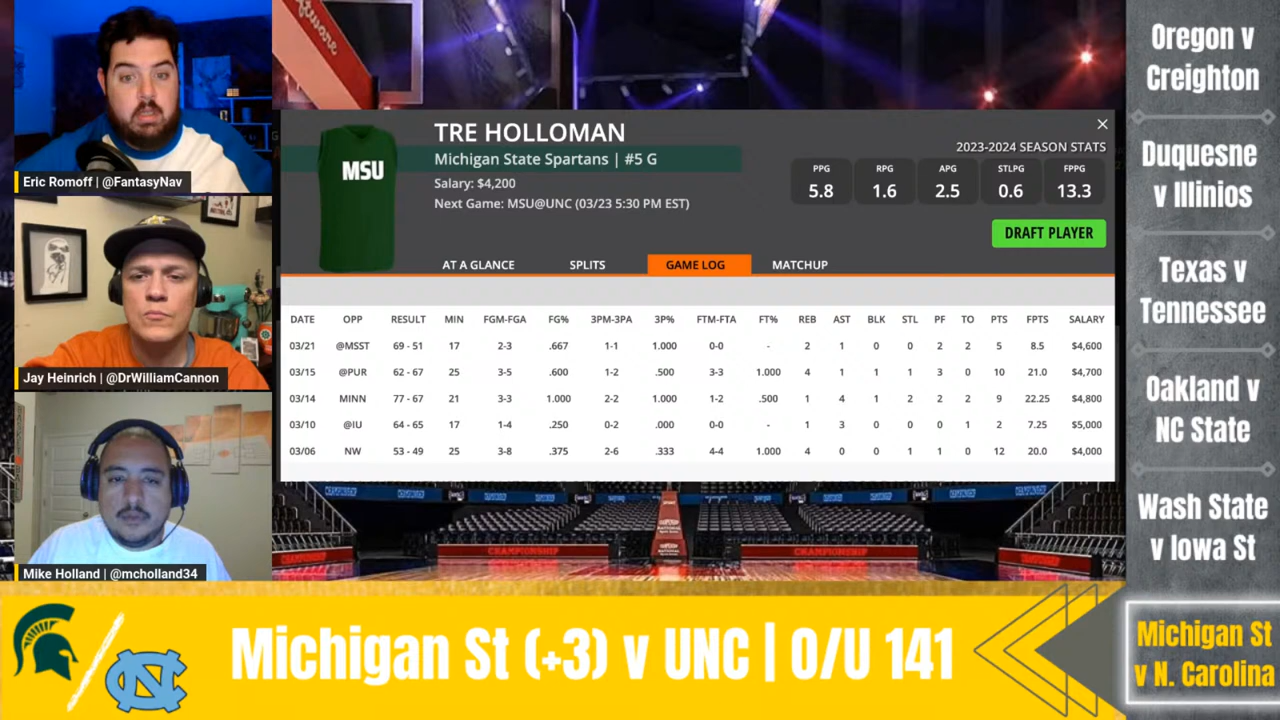 Eric Romoff | @FantasyNav
Jay Heinrich | @DrWilliamCannon
Mike Holland | @mcholland34
TRE HOLLOMAN
Michigan State Spartans | #5 G
Salary: $4,200
Next Game: MSU@UNC (03/23 5:30 PM EST)
MSU
2023-2024 SEASON STATS
PPG RPG APG STLPG FPPG
5.8 1.6 2.5 0.6 13.3
DRAFT PLAYER
AT A GLANCE SPLITS GAME LOG MATCHUP
DATE OPP RESULT MIN FGM-FGA FG% 3PM-3PA 3P% FTM-FTA FT% REB AST BLK STL PF TO PTS FPTS SALARY
03/21 @MSST 69 - 51 17 2-3 .667 1-1 1.000 0-0 - 2 1 0 0 2 2 5 8.5 $4,600
03/15 @PUR 62 - 67 25 3-5 .600 1-2 .500 3-3 1.000 4 1 1 1 3 0 10 21.0 $4,700
03/14 MINN 77 - 67 21 3-3 1.000 2-2 1.000 1-2 .500 1 4 1 2 2 2 9 22.25 $4,800
03/10 @IU 64 - 65 17 1-4 .250 0-2 .000 0-0 - 1 3 0 0 0 1 2 7.25 $5,000
03/06 NW 53 - 49 25 3-8 .375 2-6 .333 4-4 1.000 4 0 0 1 1 0 12 20.0 $4,000
CHAMPIONSHIP
CHAMPIONSHIP
Oregon v
Creighton
Duquesne
v Illinios
Texas v
Tennessee
Oakland v
NC State
Wash State
v Iowa St
Michigan St
v N. Carolina
Michigan St (+3) v UNC | O/U 141